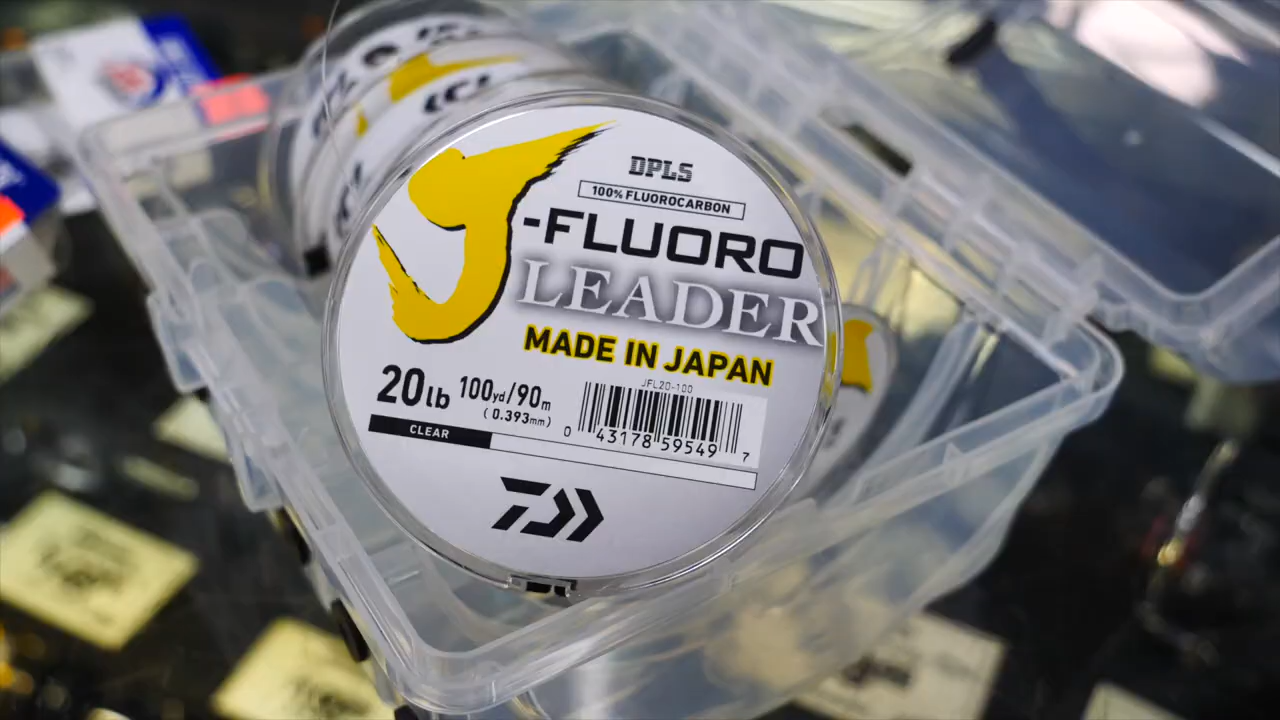 DPLS
100% FLUOROCARBON
J-FLUORO
LEADER
MADE IN JAPAN
20lb 100yd/90m
(0.393mm)
JFL20-100
0 43178 59549 7
CLEAR